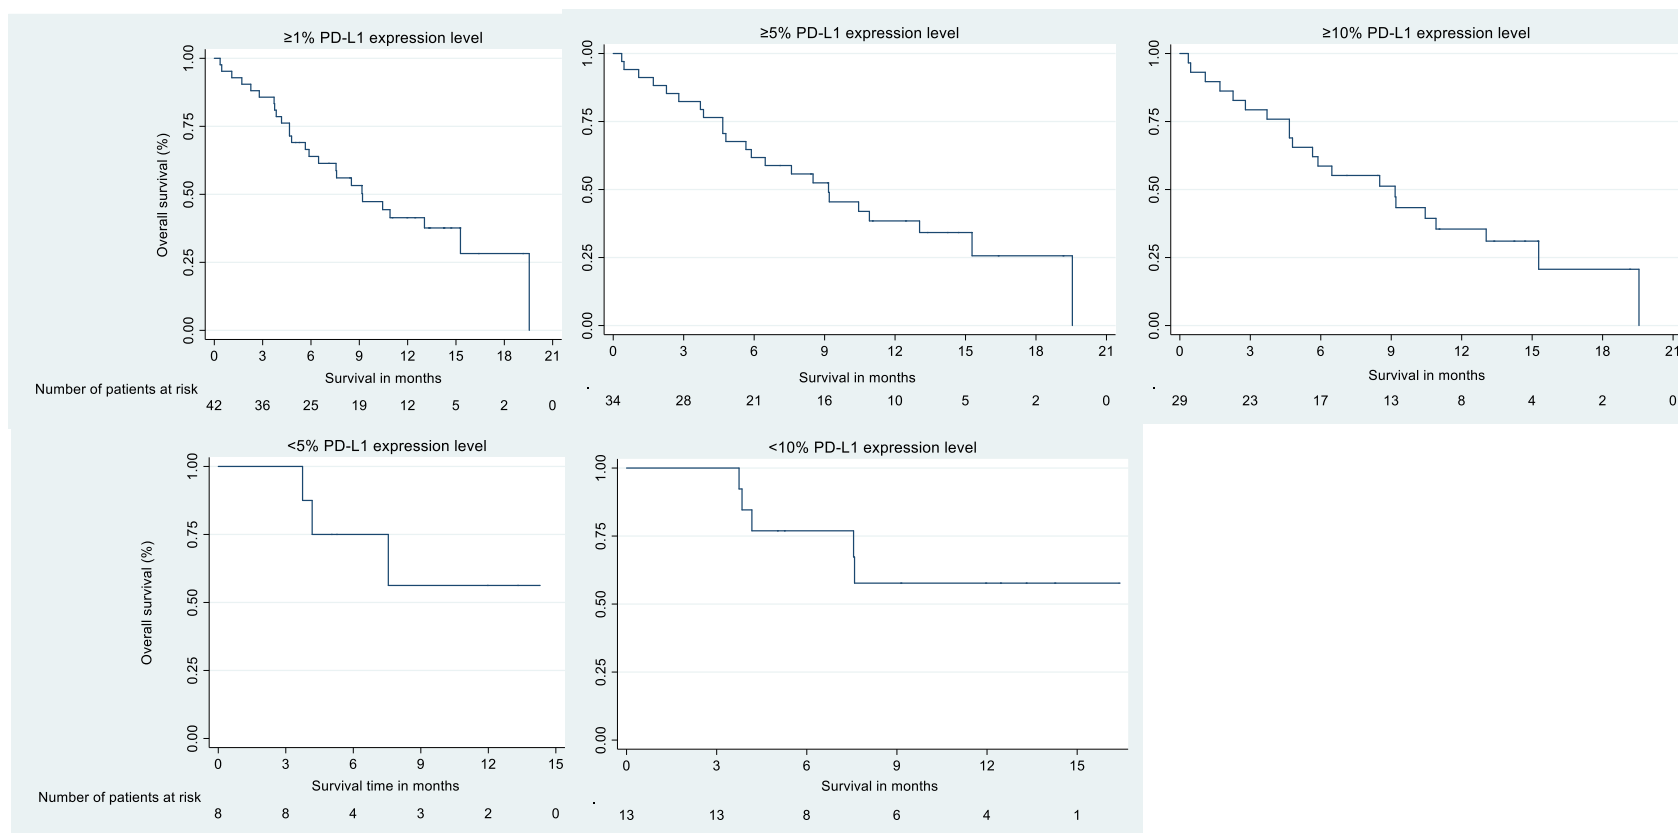 ≥1% PD-L1 expression level
Overall survival (%)
1.00
0.75
0.50
0.25
0.00
0 3 6 9 12 15 18 21
Survival in months
Number of patients at risk
42 36 25 19 12 5 2 0
≥5% PD-L1 expression level
1.00
0.75
0.50
0.25
0.00
0 3 6 9 12 15 18 21
Survival in months
34 28 21 16 10 5 2 0
≥10% PD-L1 expression level
1.00
0.75
0.50
0.25
0.00
0 3 6 9 12 15 18 21
Survival in months
29 23 17 13 8 4 2 0
<5% PD-L1 expression level
Overall survival (%)
1.00
0.75
0.50
0.25
0.00
0 3 6 9 12 15
Survival time in months
Number of patients at risk
8 8 4 3 2 0
<10% PD-L1 expression level
1.00
0.75
0.50
0.25
0.00
0 3 6 9 12 15
Survival in months
13 13 8 6 4 1